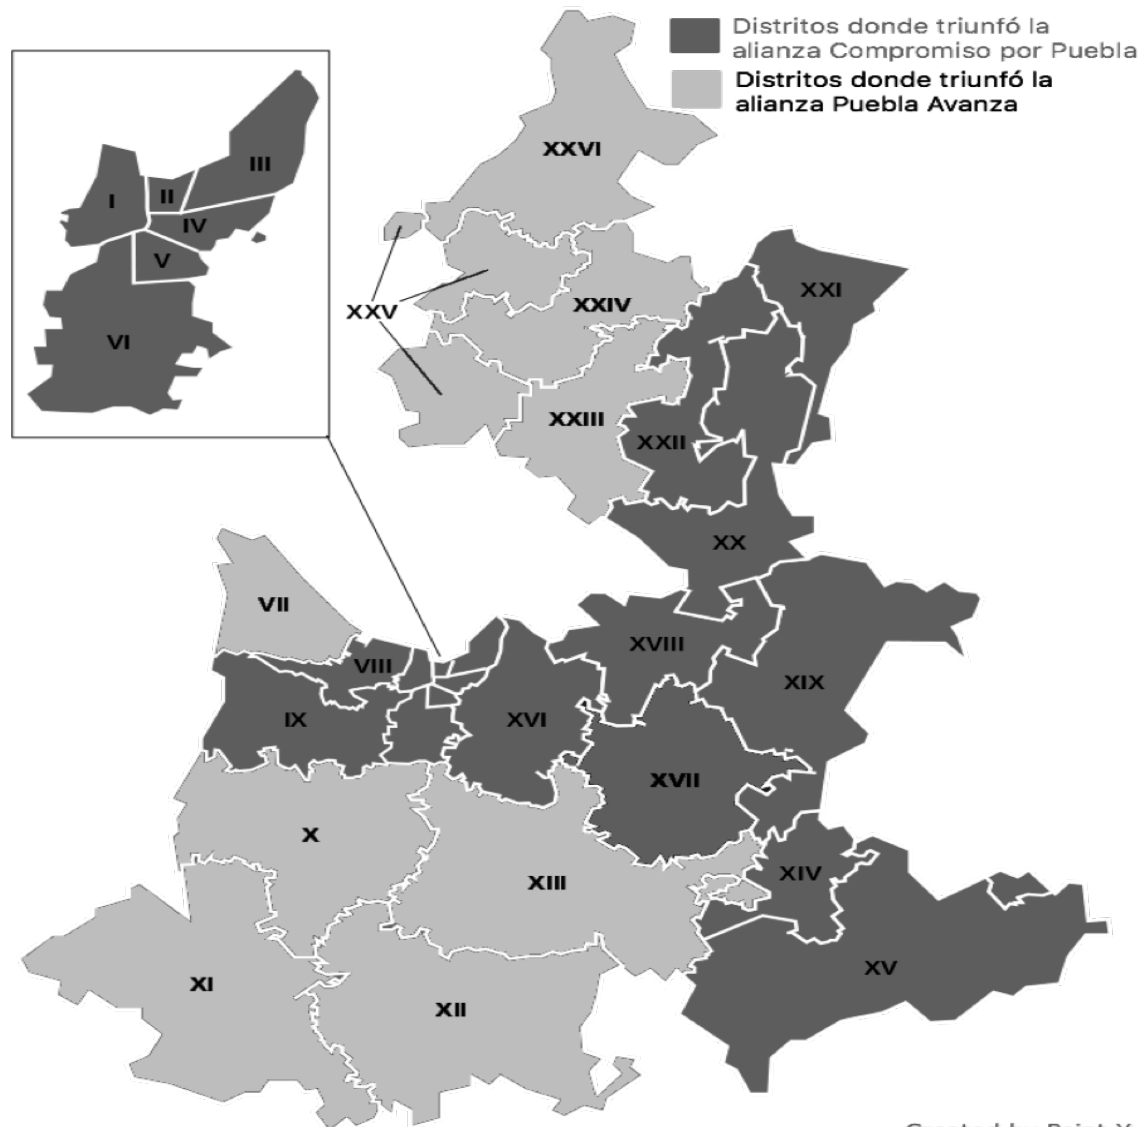 Distritos donde triunfó la
alianza Compromiso por Puebla
Distritos donde triunfó la
alianza Puebla Avanza
XXVI
III
I
II
IV
V
VI
XXV
XXIV
XXI
XXIII
XXII
XX
VII
VIII
XVIII
XIX
IX
XVI
XVII
X
XIII
XIV
XV
XI
XII